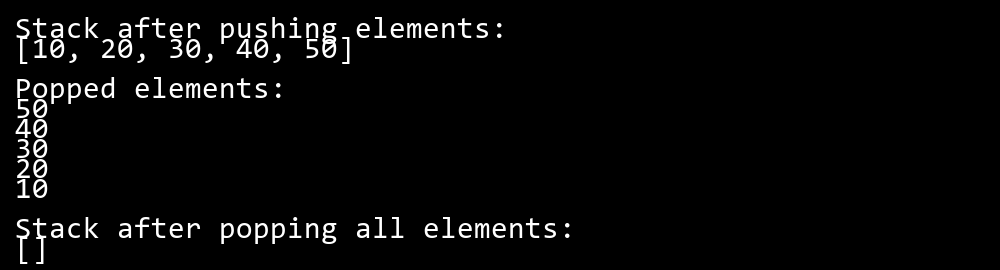 Stack after pushing elements:
[10, 20, 30, 40, 50]
Popped elements:
50
40
30
20
10
Stack after popping all elements:
[]